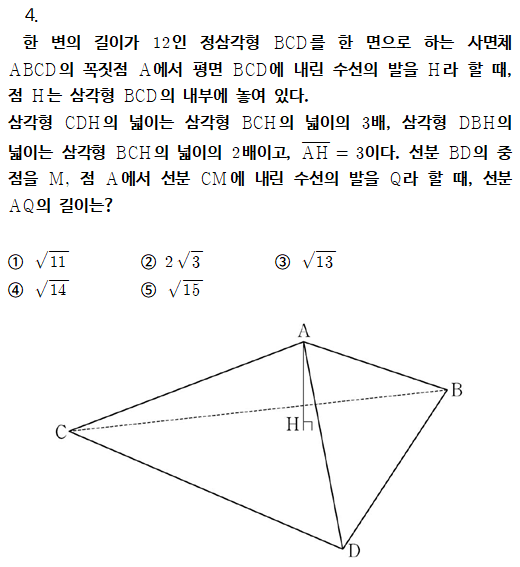 4.
한 변의 길이가 12인 정삼각형 BCD를 한 면으로 하는 사면체
ABCD의 꼭짓점 A에서 평면 BCD에 내린 수선의 발을 H라 할 때,
점 H는 삼각형 BCD의 내부에 놓여 있다.
삼각형 CDH의 넓이는 삼각형 BCH의 넓이의 3배, 삼각형 DBH의
넓이는 삼각형 BCH의 넓이의 2배이고, \overline{AH} = 3이다. 선분 BD의 중
점을 M, 점 A에서 선분 CM에 내린 수선의 발을 Q라 할 때, 선분
AQ의 길이는?
① √11 ② 2√3 ③ √13
④ √14 ⑤ √15
A
B
H
C
D